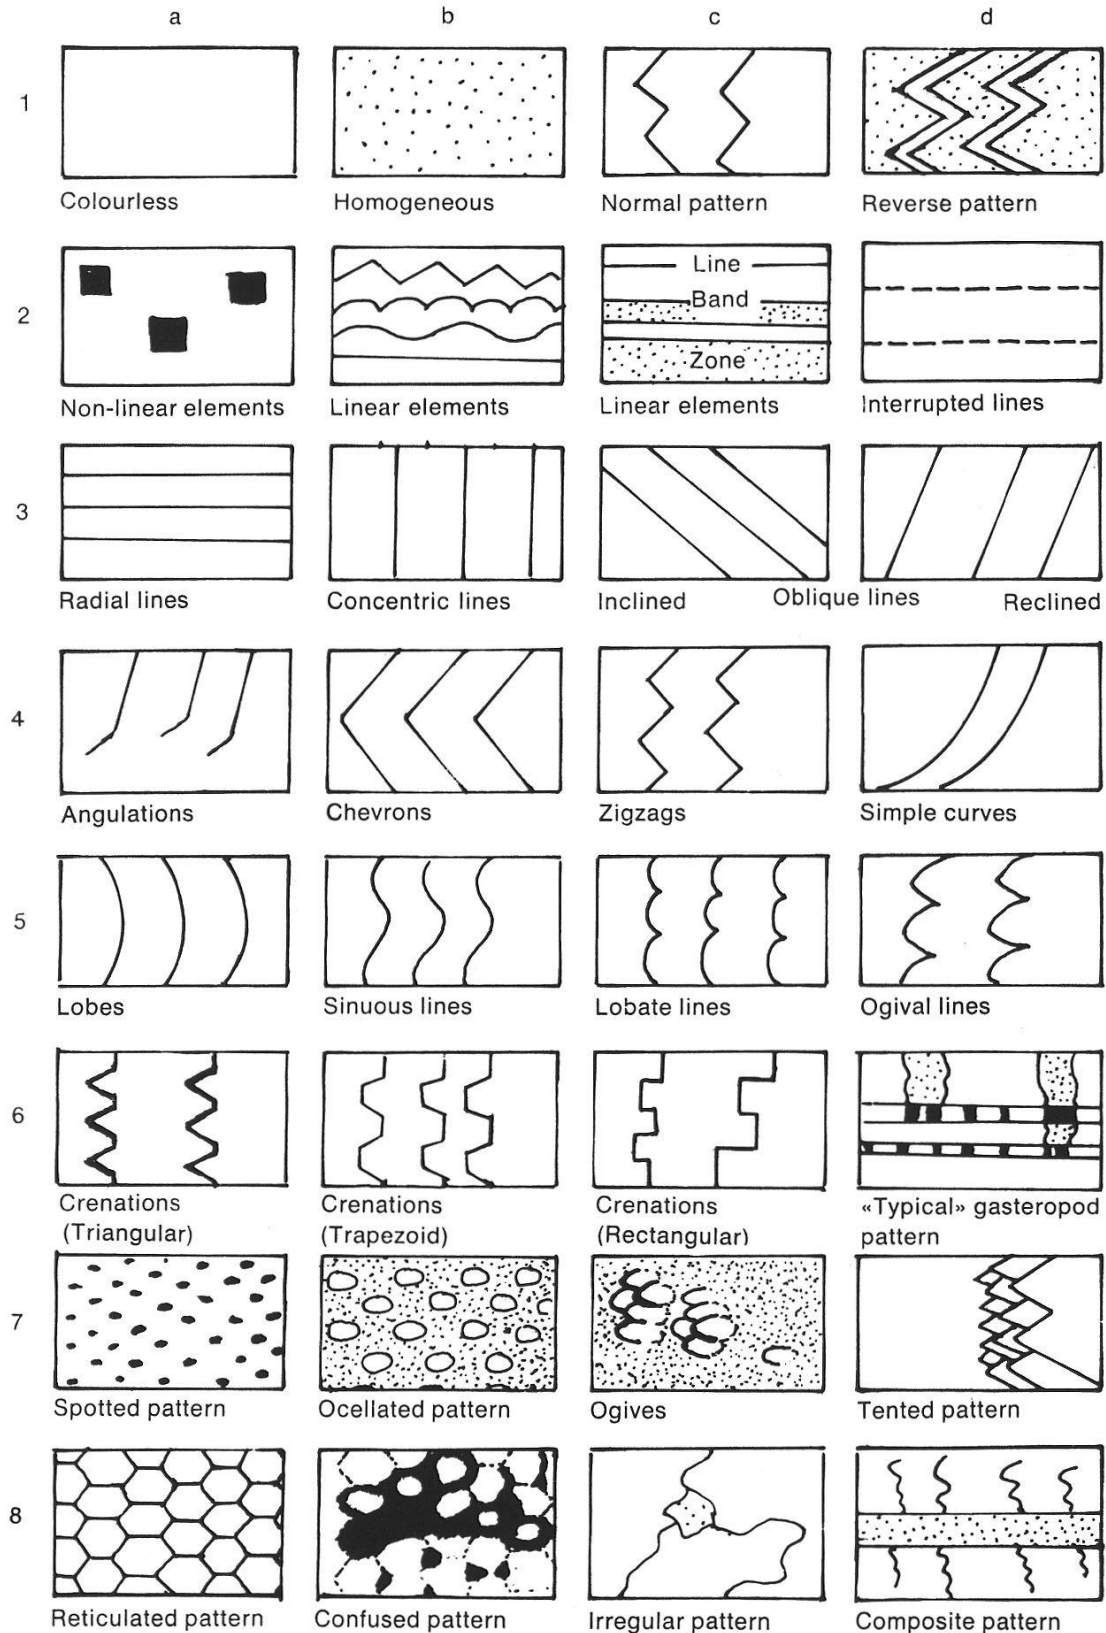 a b c d
1
Colourless Homogeneous Normal pattern Reverse pattern
2
Line
Band
Zone
Non-linear elements Linear elements Linear elements Interrupted lines
3
Radial lines Concentric lines Inclined Oblique lines Reclined
4
Angulations Chevrons Zigzags Simple curves
5
Lobes Sinuous lines Lobate lines Ogival lines
6
Crenations Crenations Crenations «Typical» gasteropod
(Triangular) (Trapezoid) (Rectangular) pattern
7
Spotted pattern Ocellated pattern Ogives Tented pattern
8
Reticulated pattern Confused pattern Irregular pattern Composite pattern